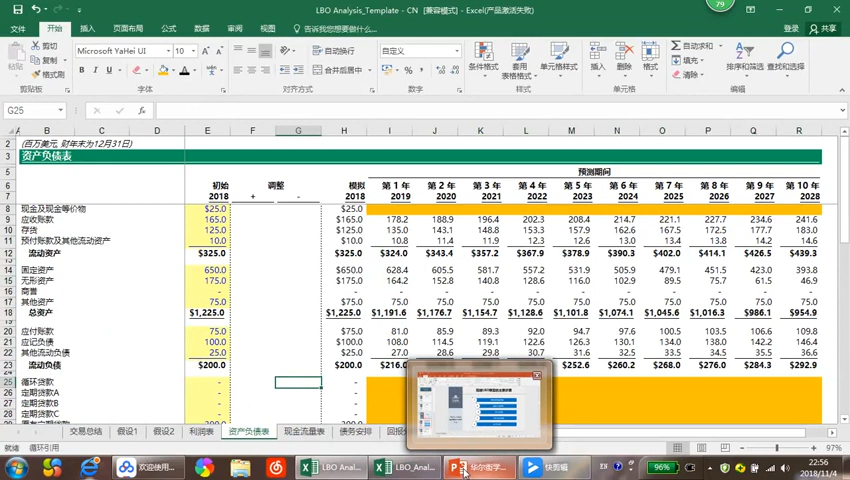 79
LBO Analysis_Template - CN [兼容模式] - Excel(产品激活失败)
文件 开始 插入 页面布局 公式 数据 审阅 视图 告诉我您想要做什么... 登录 共享
剪切 Microsoft YaHei UI 10 自动换行 自定义 自动求和
复制 填充
粘贴 格式刷 合并后居中 条件格式 套用表格格式 单元格样式 插入 删除 格式 清除 排序和筛选 查找和选择
剪贴板 字体 对齐方式 数字 样式 单元格 编辑
G25
B C D E F G H I J K L M N O P Q R
2 (百万美元, 财年末为12月31日)
3 资产负债表
5 预测期间
6 初始 调整 模拟 第 1 年 第 2 年 第 3 年 第 4 年 第 5 年 第 6 年 第 7 年 第 8 年 第 9 年 第 10 年
7 2018 + - 2018 2019 2020 2021 2022 2023 2024 2025 2026 2027 2028
8 现金及现金等价物 $25.0 $25.0
9 应收账款 165.0 $165.0 178.2 188.9 196.4 202.3 208.4 214.7 221.1 227.7 234.6 241.6
10 存货 125.0 $125.0 135.0 143.1 148.8 153.3 157.9 162.6 167.5 172.5 177.7 183.0
11 预付账款及其他流动资产 10.0 $10.0 10.8 11.4 11.9 12.3 12.6 13.0 13.4 13.8 14.2 14.6
12 流动资产 $325.0 $325.0 $324.0 $343.4 $357.2 $367.9 $378.9 $390.3 $402.0 $414.1 $426.5 $439.3
14 固定资产 650.0 $650.0 628.4 605.5 581.7 557.2 531.9 505.9 479.1 451.5 423.0 393.8
15 无形资产 175.0 $175.0 164.2 152.8 140.8 128.6 116.0 102.9 89.5 75.7 61.5 46.9
16 商誉 - - - - - - - - - - - -
17 其他资产 75.0 $75.0 75.0 75.0 75.0 75.0 75.0 75.0 75.0 75.0 75.0 75.0
18 总资产 $1,225.0 $1,225.0 $1,191.6 $1,176.7 $1,154.7 $1,128.6 $1,101.8 $1,074.1 $1,045.6 $1,016.3 $986.1 $954.9
20 应付账款 75.0 $75.0 81.0 85.9 89.3 92.0 94.7 97.6 100.5 103.5 106.6 109.8
21 应记负债 100.0 $100.0 108.0 114.5 119.1 122.6 126.3 130.1 134.0 138.0 142.2 146.4
22 其他流动负债 25.0 $25.0 27.0 28.6 29.8 30.7 31.6 32.5 33.5 34.5 35.5 36.6
23 流动负债 $200.0 $200.0 $216.0 $252.6 $260.2 $268.0 $276.0 $284.3 $292.9
25 循环贷款 - -
26 定期贷款A - -
27 定期贷款B - -
28 定期贷款C - -
交易总结 假设1 假设2 利润表 资产负债表 现金流量表 债务安排
就绪 循环引用 97%
欢迎使用... LBO Anal... LBO_Anal... 华尔街学... 快剪辑 96% 22:56
2018/11/4